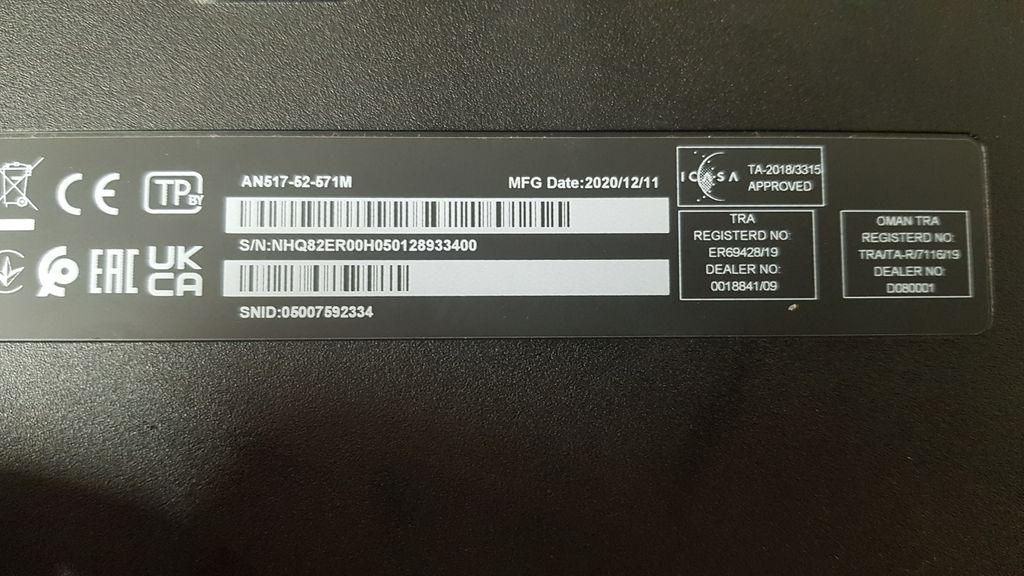 CE
TP
BY
EAC
UK
CA
AN517-52-571M
MFG Date:2020/12/11
S/N:NHQ82ER00H050128933400
SNID:05007592334
ICASA
TA-2018/3315
APPROVED
TRA
REGISTERD NO:
ER69428/19
DEALER NO:
0018841/09
OMAN TRA
REGISTERD NO:
TRA/TA-R/7116/19
DEALER NO:
D080001